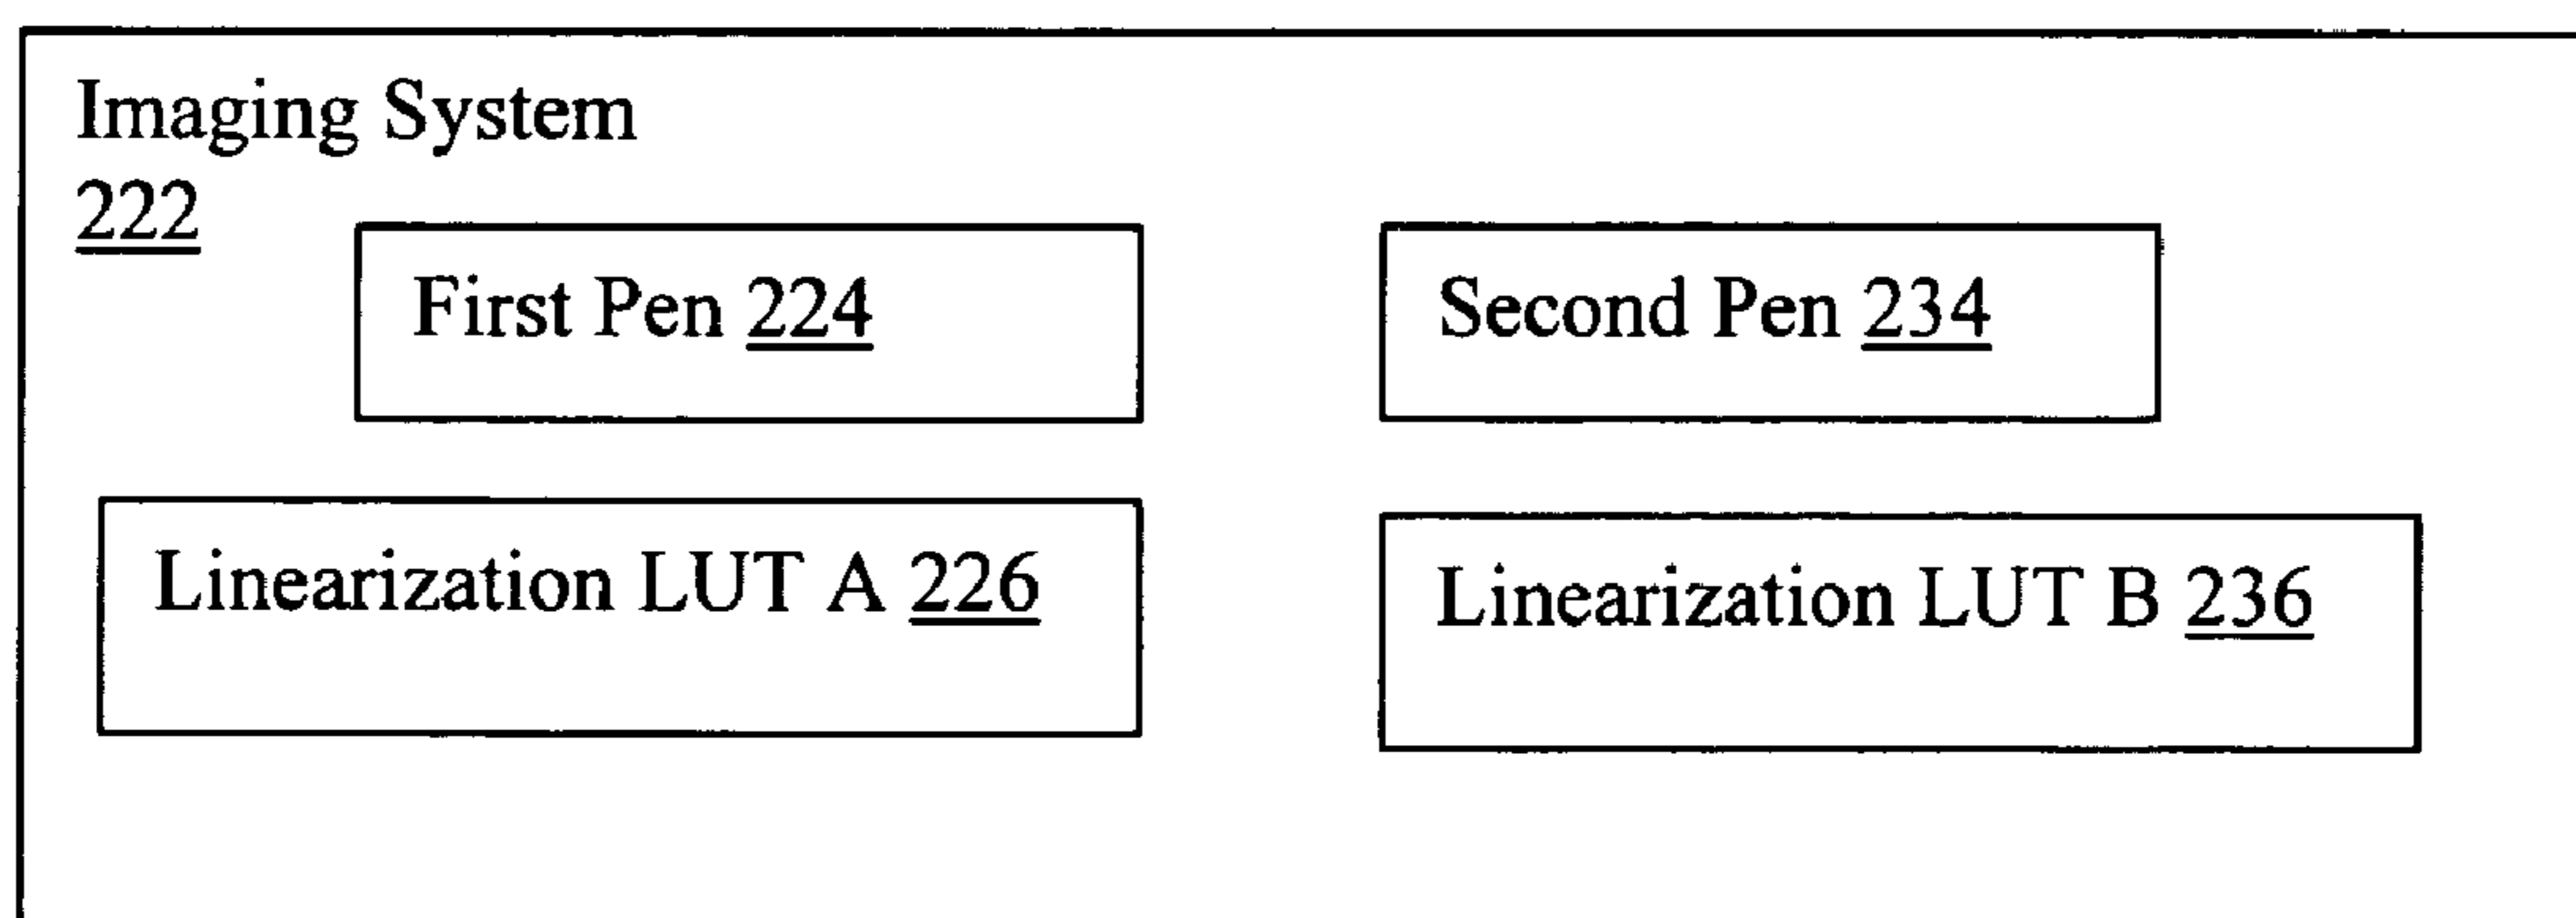 Imaging System
222
First Pen 224
Second Pen 234
Linearization LUT A 226
Linearization LUT B 236